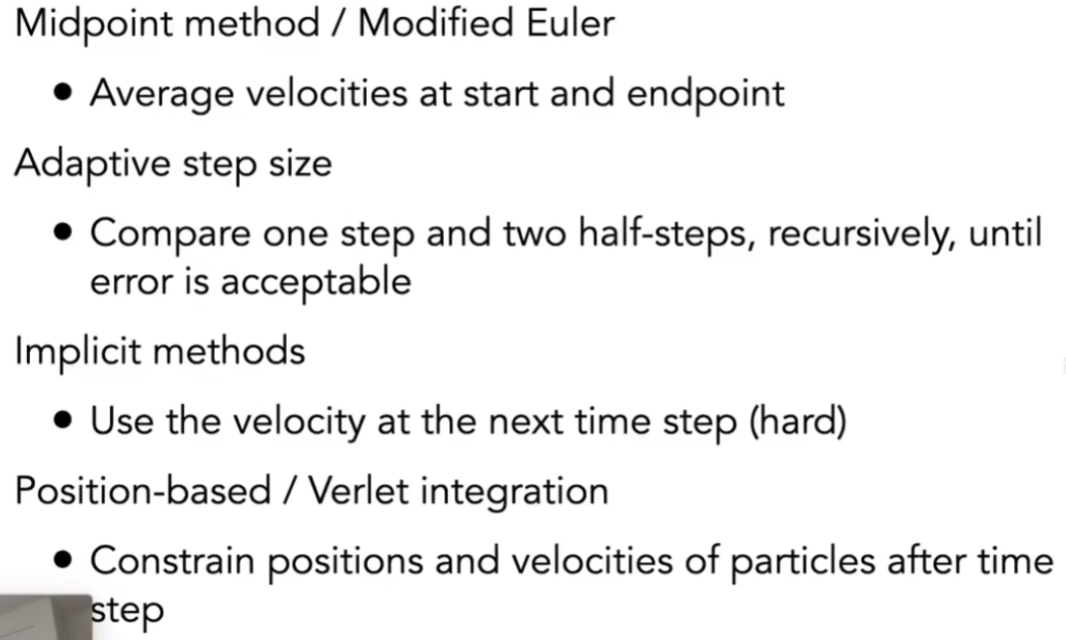 Midpoint method / Modified Euler
• Average velocities at start and endpoint
Adaptive step size
• Compare one step and two half-steps, recursively, until
error is acceptable
Implicit methods
• Use the velocity at the next time step (hard)
Position-based / Verlet integration
• Constrain positions and velocities of particles after time
step